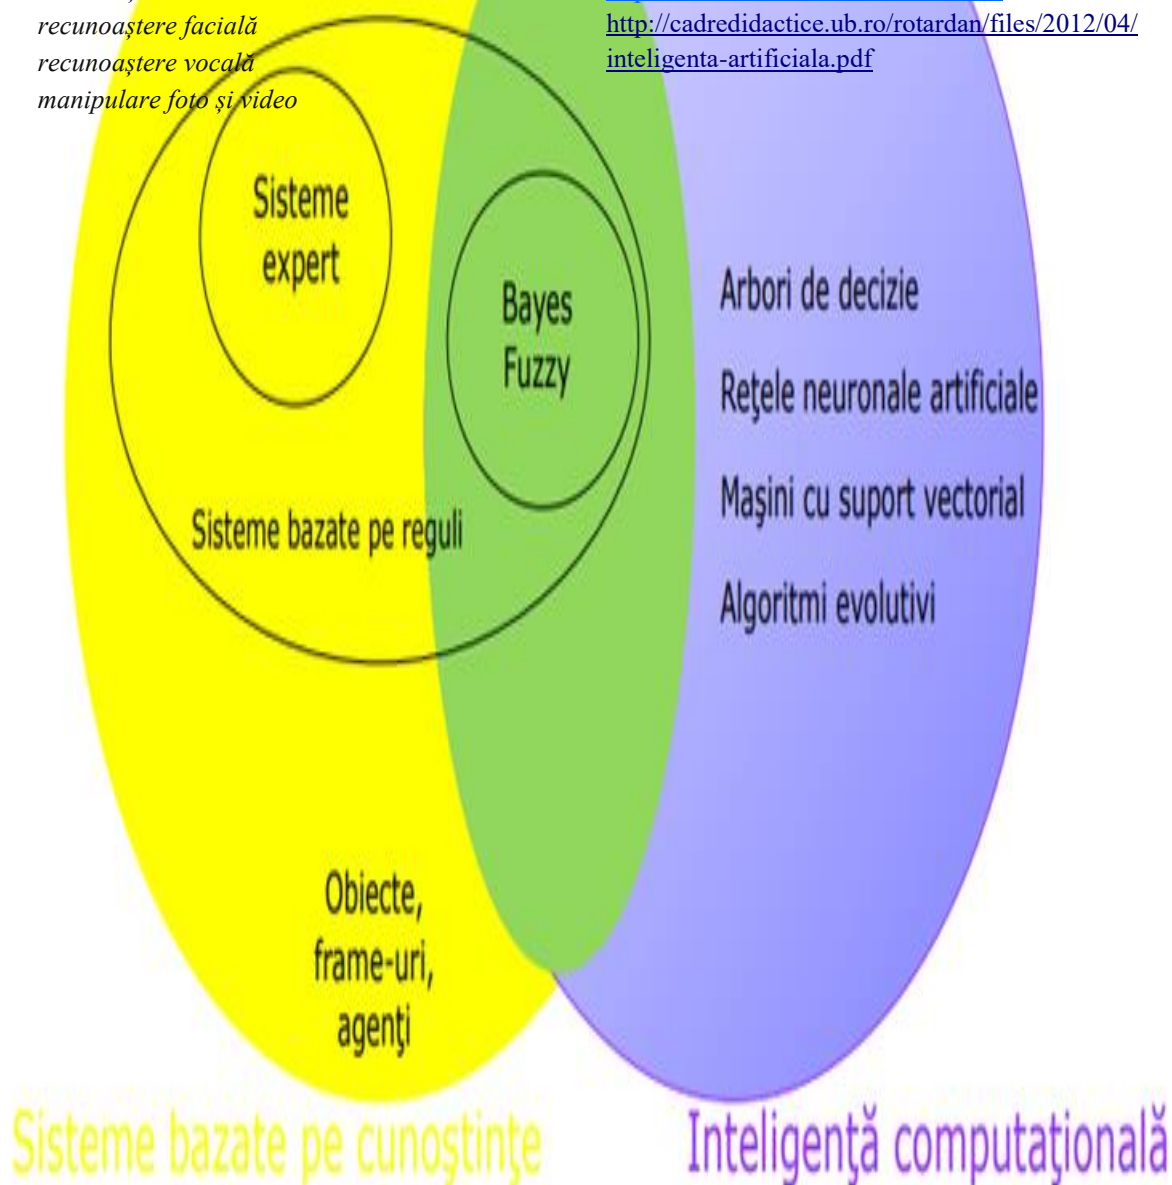 recunoaștere facială
recunoaștere vocală
manipulare foto și video
http://cadredidactice.ub.ro/rotardan/files/2012/04/
inteligenta-artificiala.pdf
Sisteme
expert
Bayes
Fuzzy
Sisteme bazate pe reguli
Obiecte,
frame-uri,
agenţi
Arbori de decizie
Reţele neuronale artificiale
Maşini cu suport vectorial
Algoritmi evolutivi
Sisteme bazate pe cunoştinţe
Inteligenţă computaţională